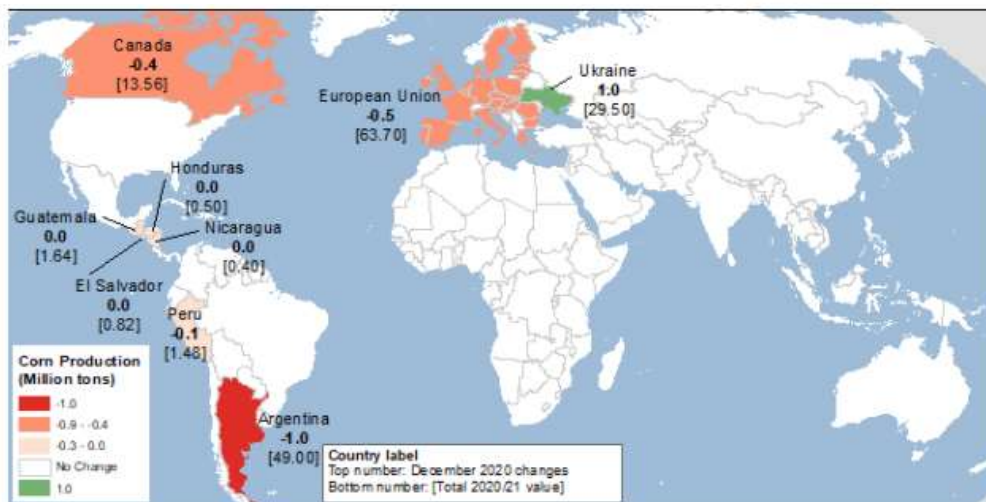 Canada
-0.4
[13.56]
European Union
-0.5
[63.70]
Ukraine
1.0
[29.50]
Honduras
0.0
[0.50]
Guatemala
0.0
[1.64]
Nicaragua
0.0
[0.40]
El Salvador
0.0
[0.82]
Peru
-0.1
[1.48]
Argentina
-1.0
[49.00]
Corn Production
(Million tons)
-1.0
-0.9 - -0.4
-0.3 - 0.0
No Change
1.0
Country label
Top number: December 2020 changes
Bottom number: [Total 2020/21 value]